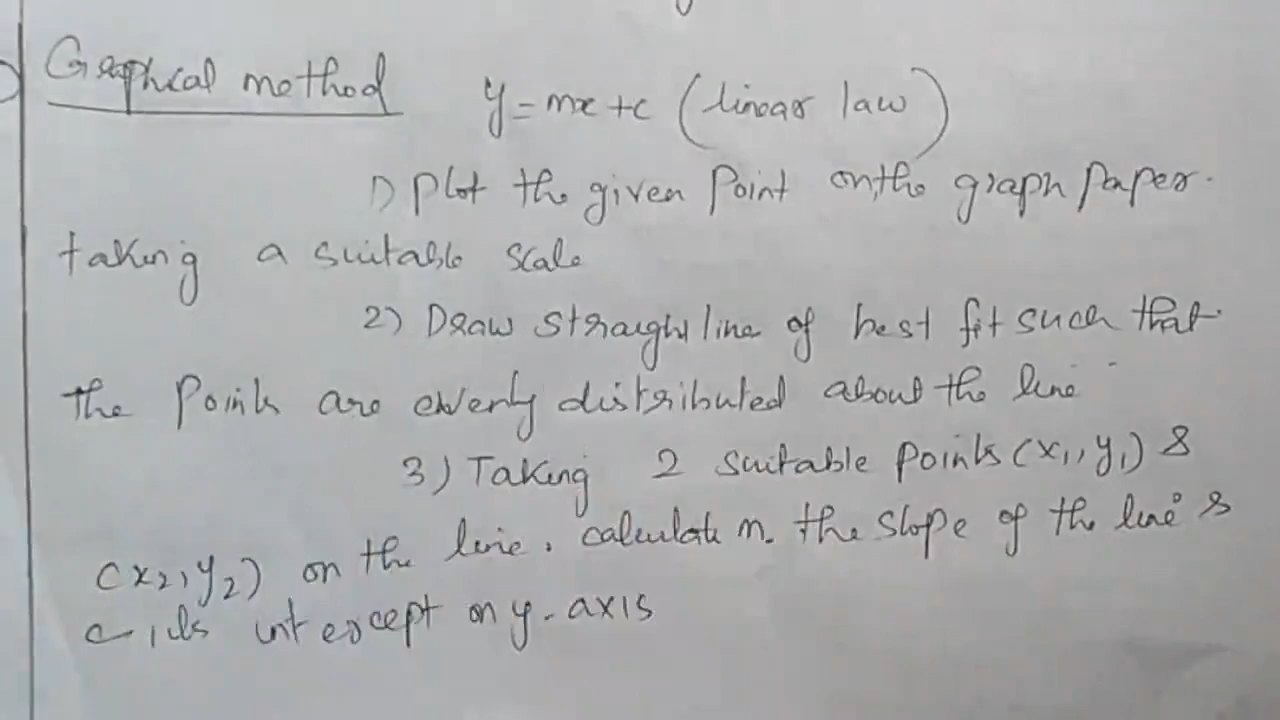 Graphical method y = mx + c (linear law)
1) Plot the given Point on the graph paper.
taking a suitable scale
2) Draw straight line of best fit such that
the Points are evenly distributed about the line
3) Taking 2 suitable points (x1, y1) &
(x2, y2) on the line, calculate m. the slope of the line &
c, its intercept on y-axis